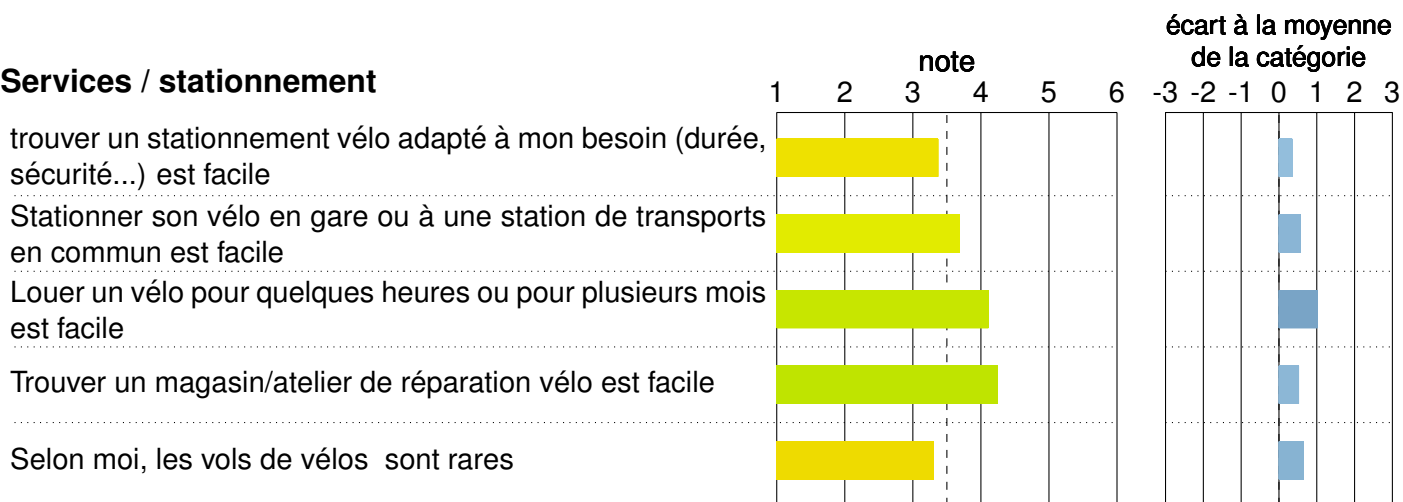 écart à la moyenne
note de la catégorie
Services / stationnement
1 2 3 4 5 6 -3 -2 -1 0 1 2 3
trouver un stationnement vélo adapté à mon besoin (durée,
sécurité...) est facile
Stationner son vélo en gare ou à une station de transports
en commun est facile
Louer un vélo pour quelques heures ou pour plusieurs mois
est facile
Trouver un magasin/atelier de réparation vélo est facile
Selon moi, les vols de vélos sont rares